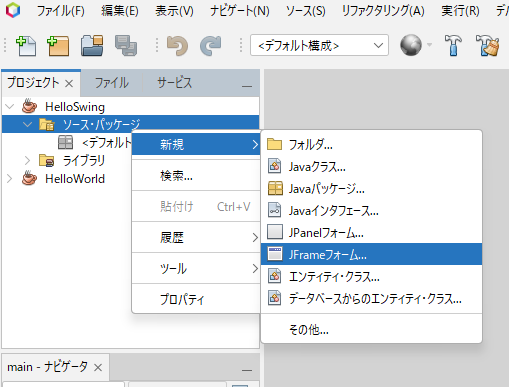 ファイル(F) 編集(E) 表示(V) ナビゲート(N) ソース(S) リファクタリング(A) 実行(R)
<デフォルト構成>
プロジェクト × ファイル サービス
HelloSwing
ソース・パッケージ
<デフォルト
ライブラリ
HelloWorld
新規
検索...
貼付け Ctrl+V
履歴
ツール
プロパティ
フォルダ...
Javaクラス...
Javaパッケージ...
Javaインタフェース...
JPanelフォーム...
JFrameフォーム...
エンティティ・クラス...
データベースからのエンティティ・クラス...
その他...
main - ナビゲータ ×